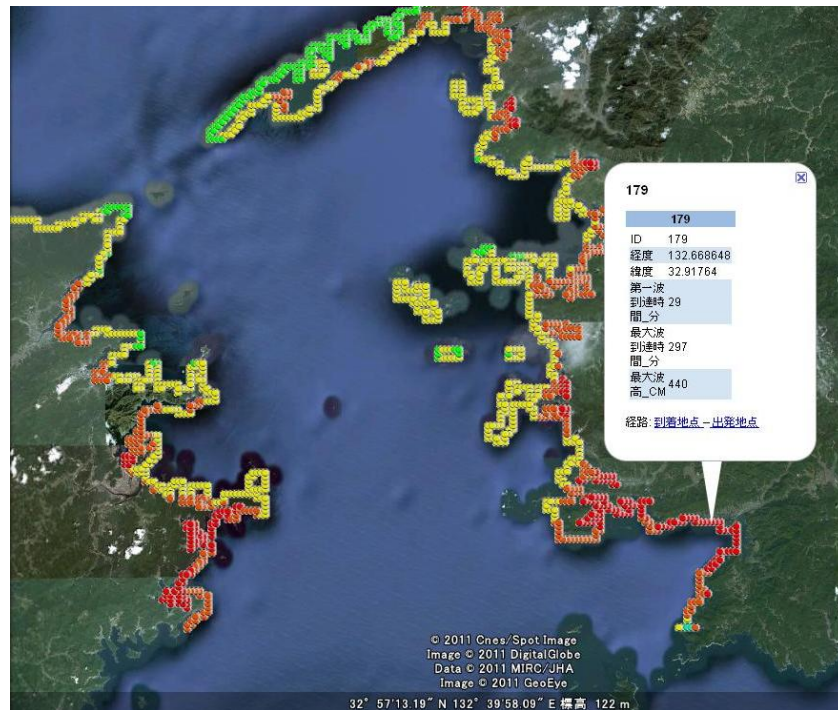 179
179
ID 179
経度 132.668648
緯度 32.91764
第一波
到達時 29
間_分
最大波
到達時 297
間_分
最大波
高_CM 440
経路: 到着地点 – 出発地点
© 2011 Cnes/Spot Image
Image © 2011 DigitalGlobe
Data © 2011 MIRC/JHA
Image © 2011 GeoEye
32° 57'13.19" N 132° 39'58.09" E 標高 122 m